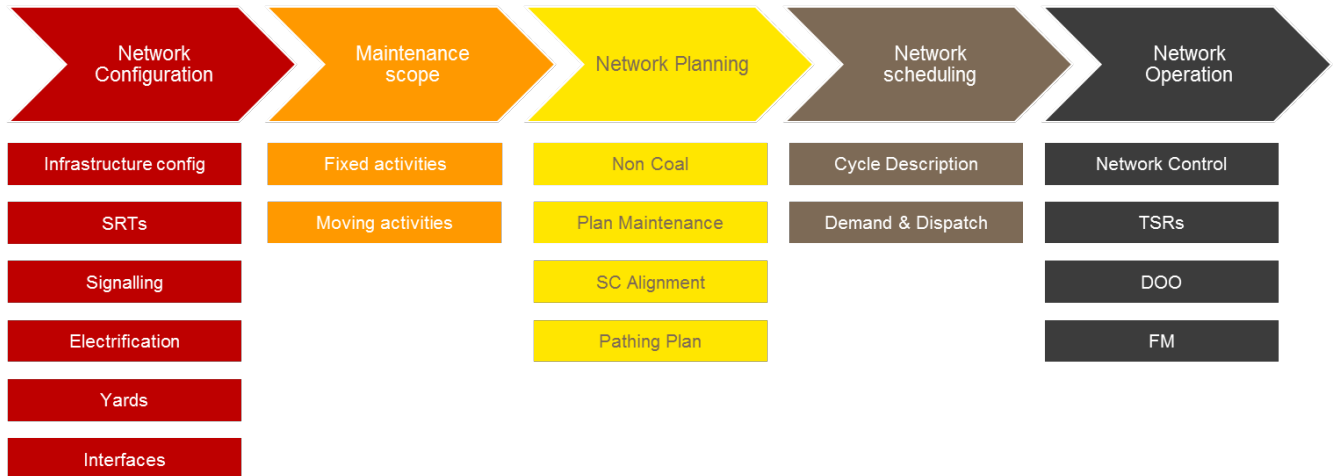 Network
Configuration
Maintenance
scope
Network Planning
Network
scheduling
Network
Operation
Infrastructure config
Fixed activities
Non Coal
Cycle Description
Network Control
SRTs
Moving activities
Plan Maintenance
Demand & Dispatch
TSRs
Signalling
SC Alignment
DOO
Electrification
Pathing Plan
FM
Yards
Interfaces